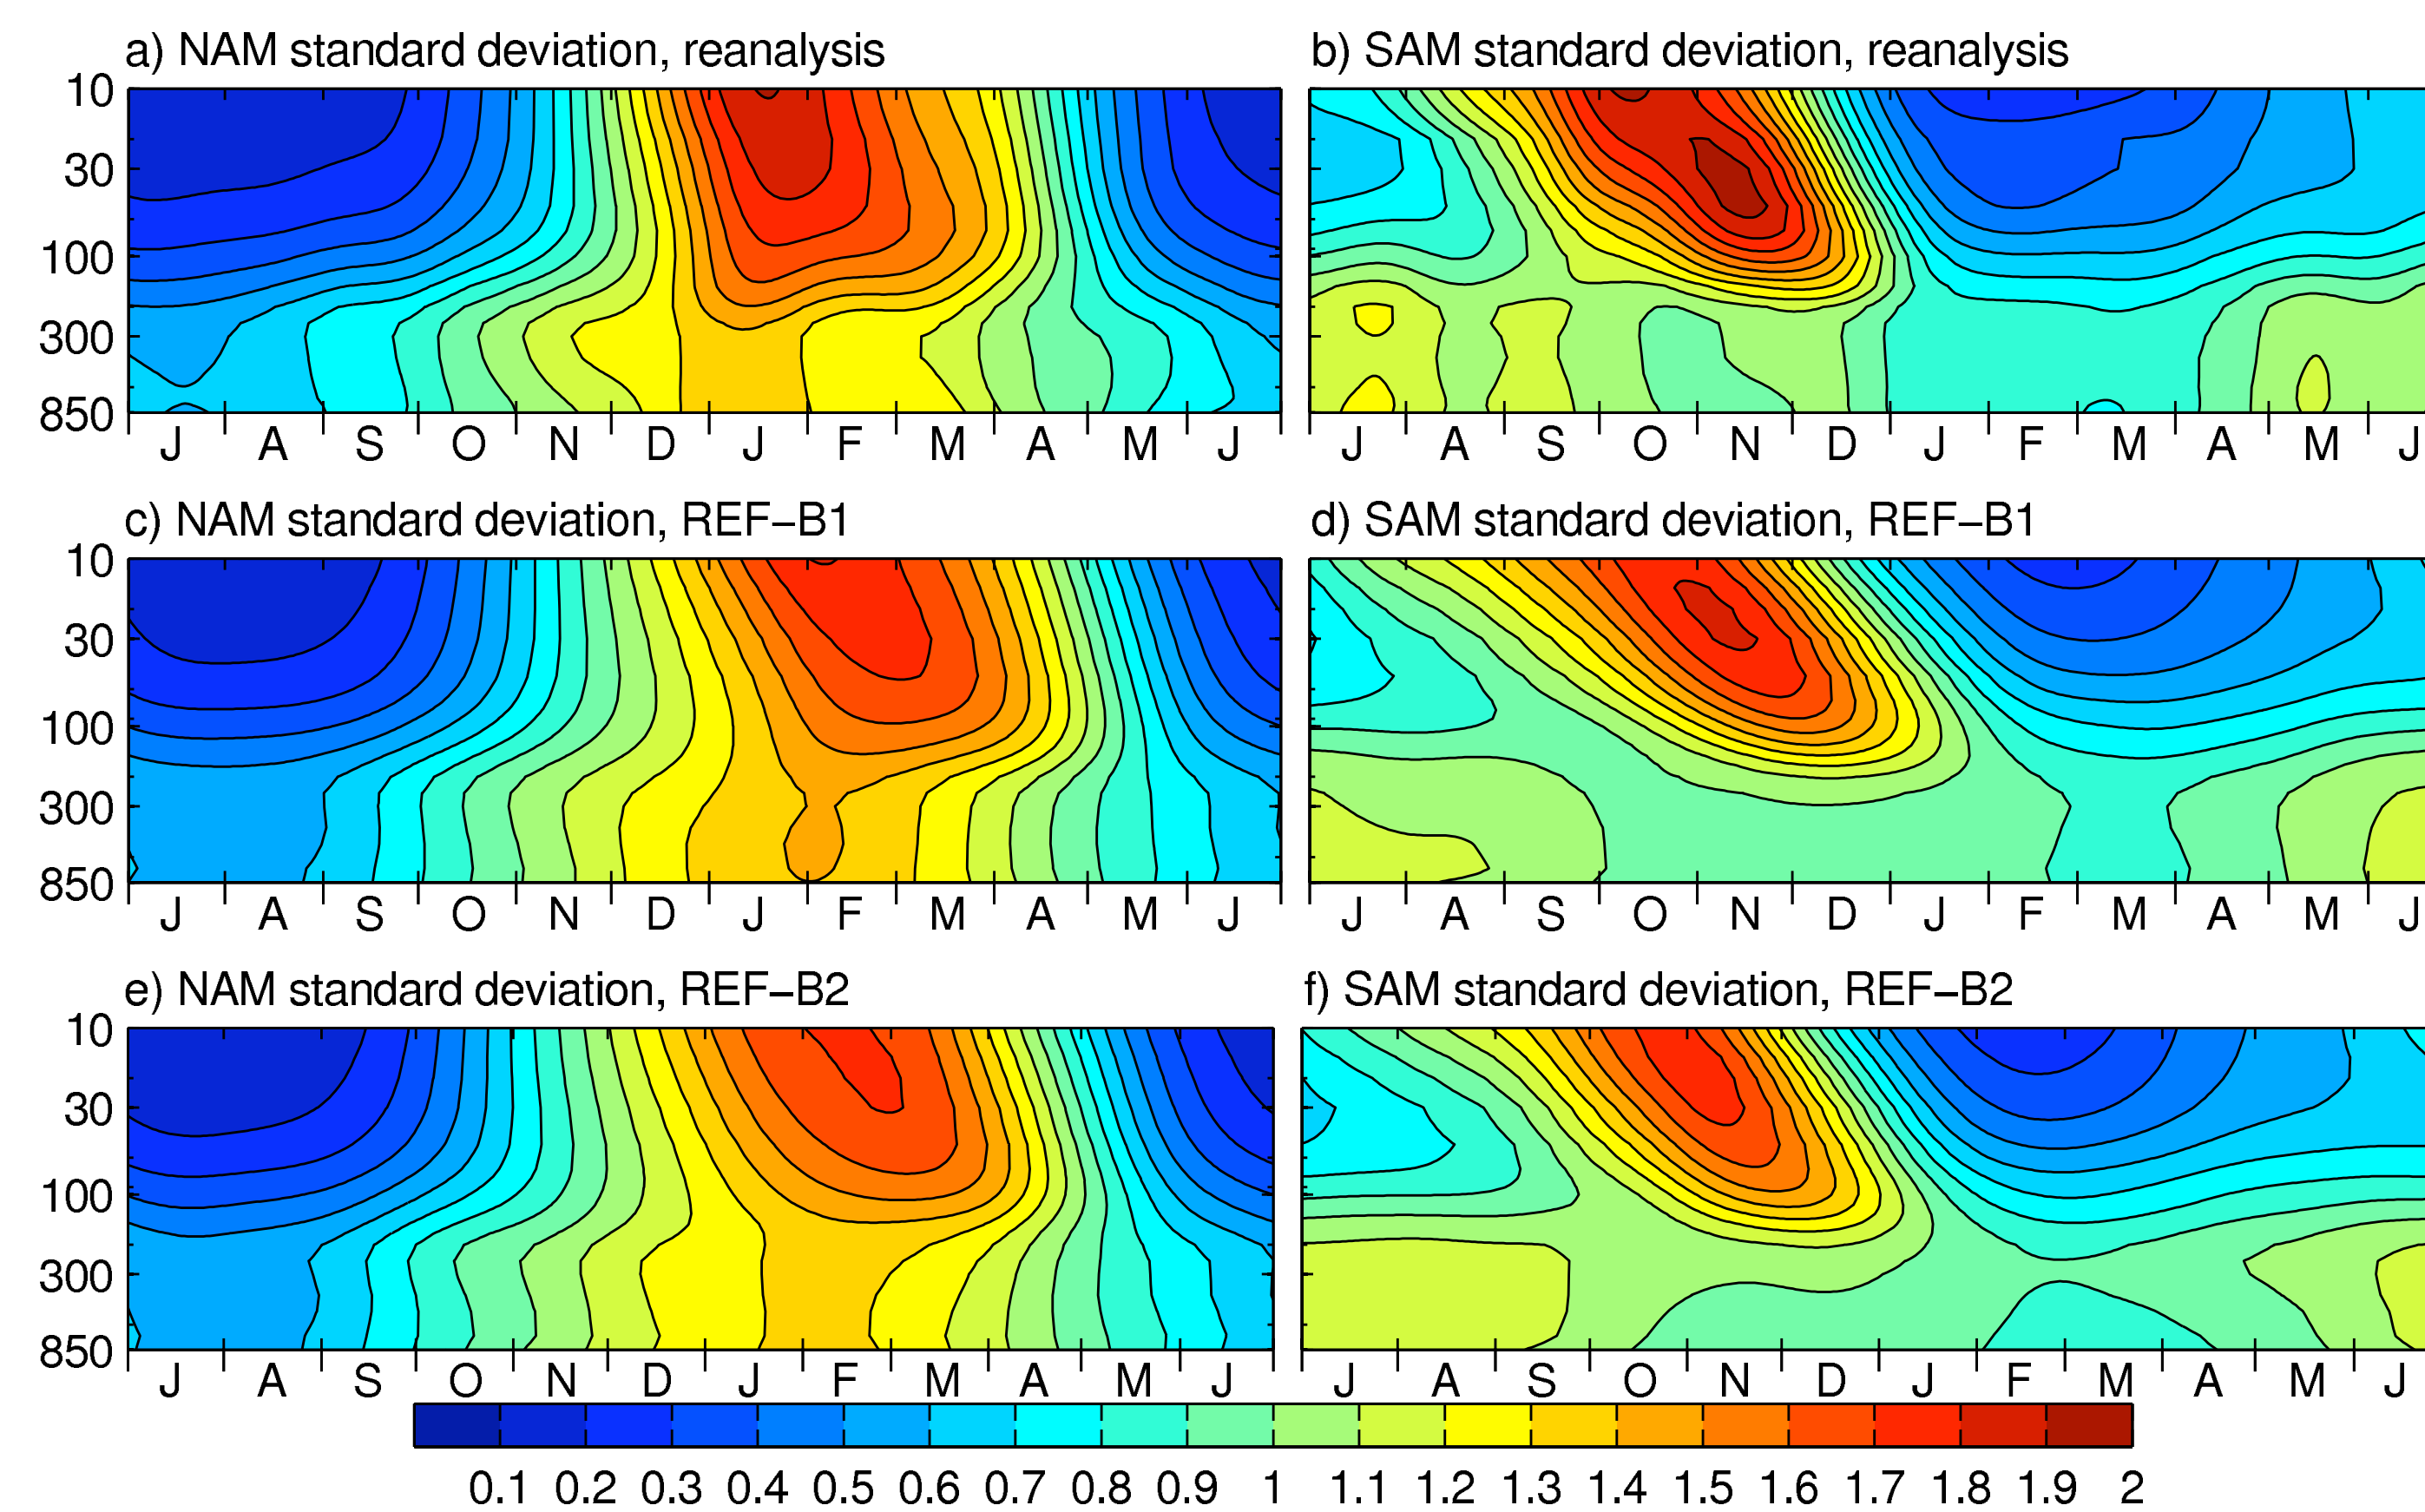 a) NAM standard deviation, reanalysis
b) SAM standard deviation, reanalysis
10
30
100
300
850
J A S O N D J F M A M J
J A S O N D J F M A M J
c) NAM standard deviation, REF−B1
d) SAM standard deviation, REF−B1
10
30
100
300
850
J A S O N D J F M A M J
J A S O N D J F M A M J
e) NAM standard deviation, REF−B2
f) SAM standard deviation, REF−B2
10
30
100
300
850
J A S O N D J F M A M J
J A S O N D J F M A M J
0.1 0.2 0.3 0.4 0.5 0.6 0.7 0.8 0.9 1 1.1 1.2 1.3 1.4 1.5 1.6 1.7 1.8 1.9 2